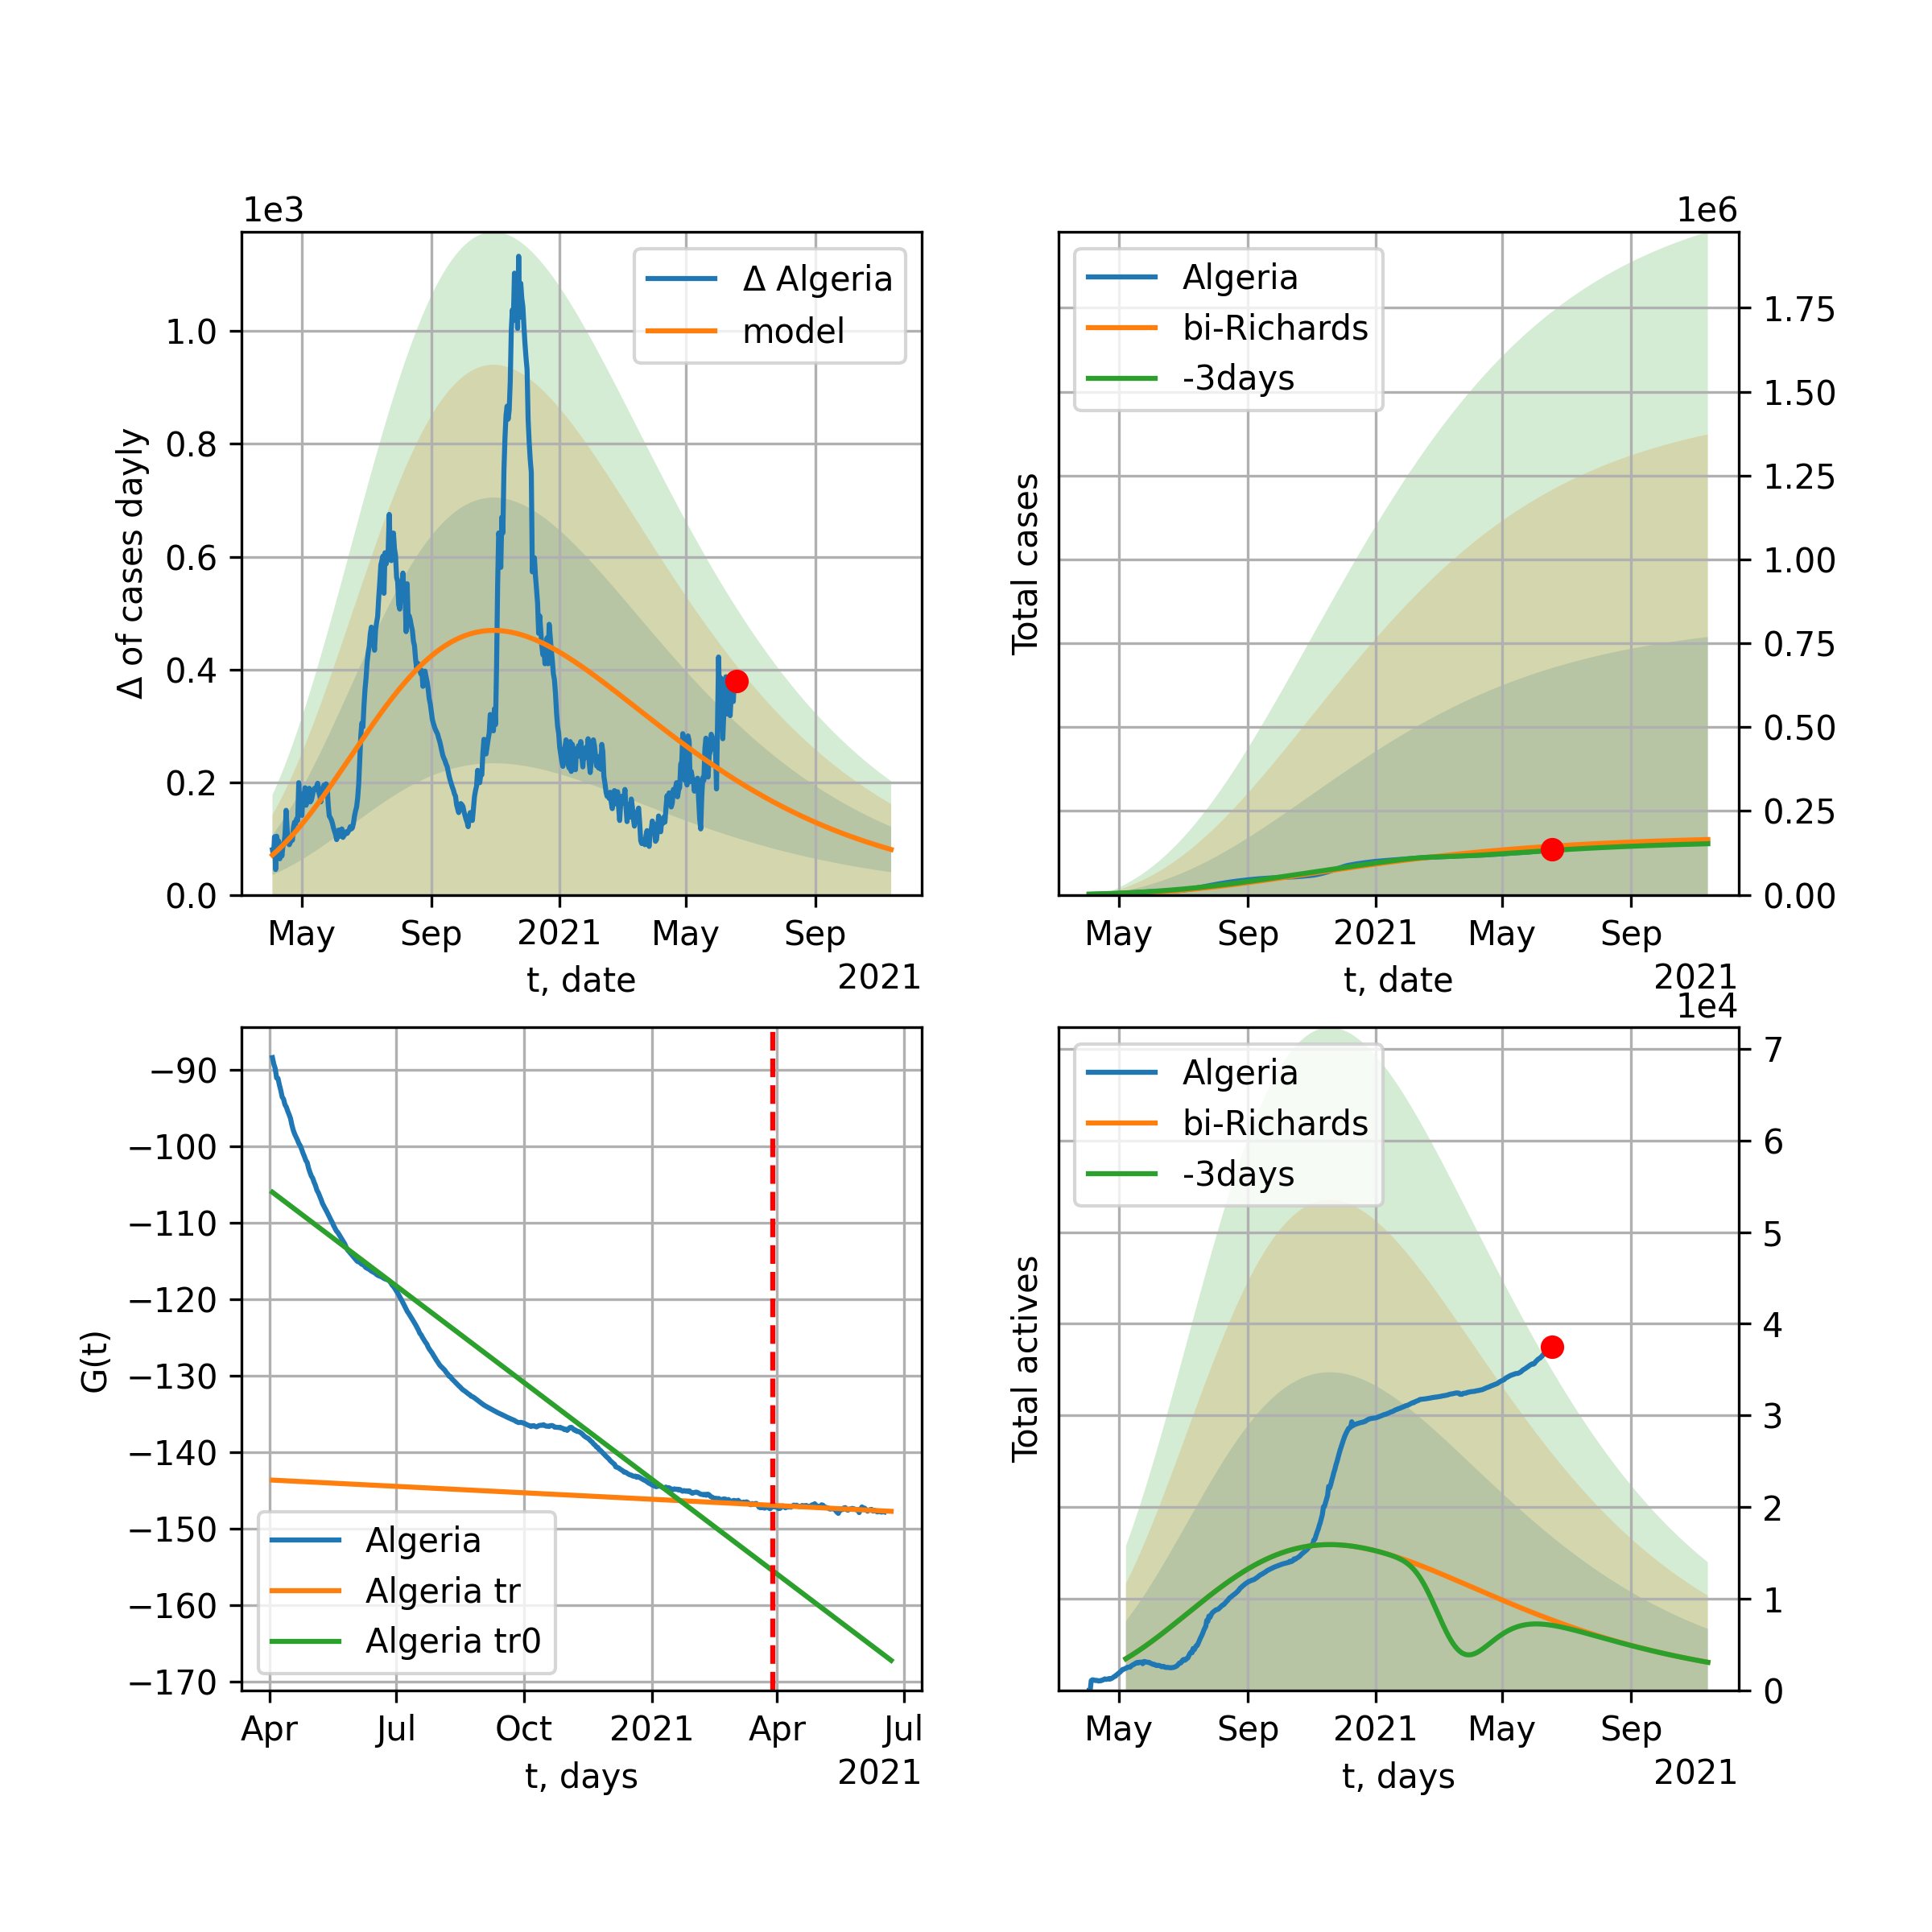 1e3
Δ Algeria
model
1.0
0.8
0.6
0.4
0.2
0.0
Δ of cases dayly
May Sep 2021 May Sep
t, date
2021
1e6
Algeria
bi-Richards
-3days
Total cases
1.75
1.50
1.25
1.00
0.75
0.50
0.25
0.00
May Sep 2021 May Sep
t, date
2021
−90
−100
−110
−120
−130
−140
−150
−160
−170
G(t)
Algeria
Algeria tr
Algeria tr0
Apr Jul Oct 2021 Apr Jul
t, days
2021
1e4
Algeria
bi-Richards
-3days
Total actives
7
6
5
4
3
2
1
0
May Sep 2021 May Sep
t, days
2021